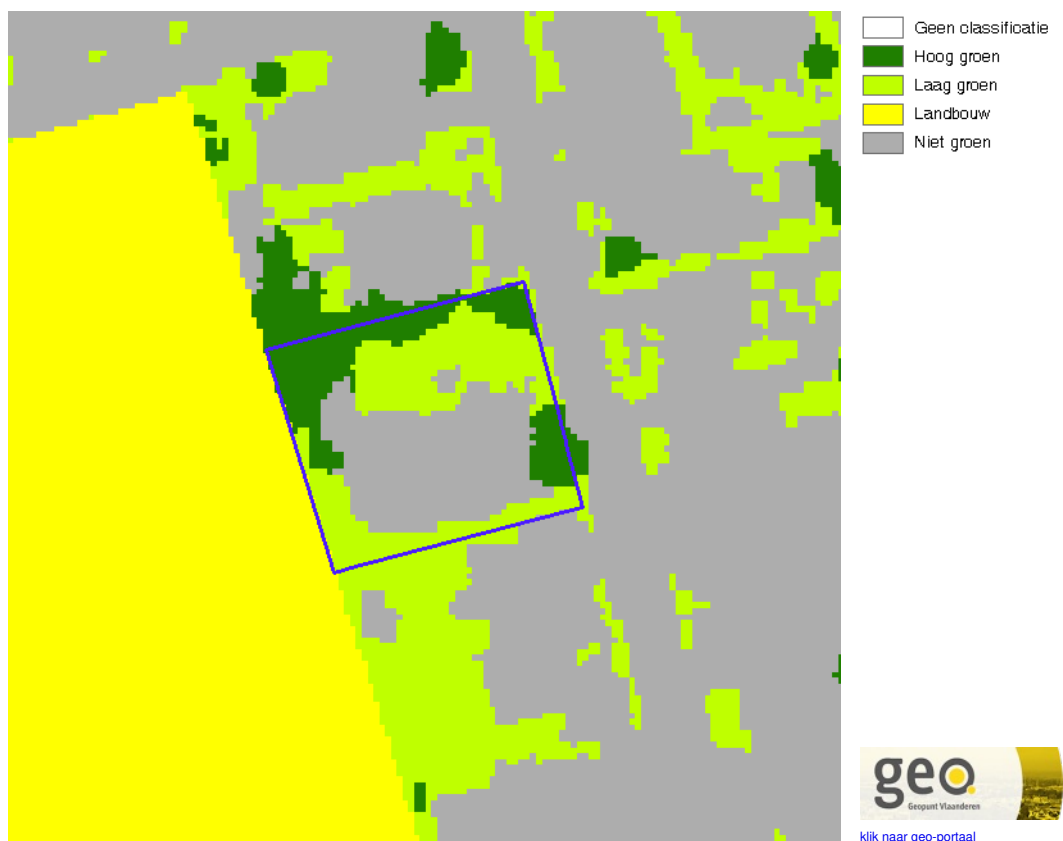 Geen classificatie
Hoog groen
Laag groen
Landbouw
Niet groen
geo
Geopunt Vlaanderen
klik naar geo-portaal